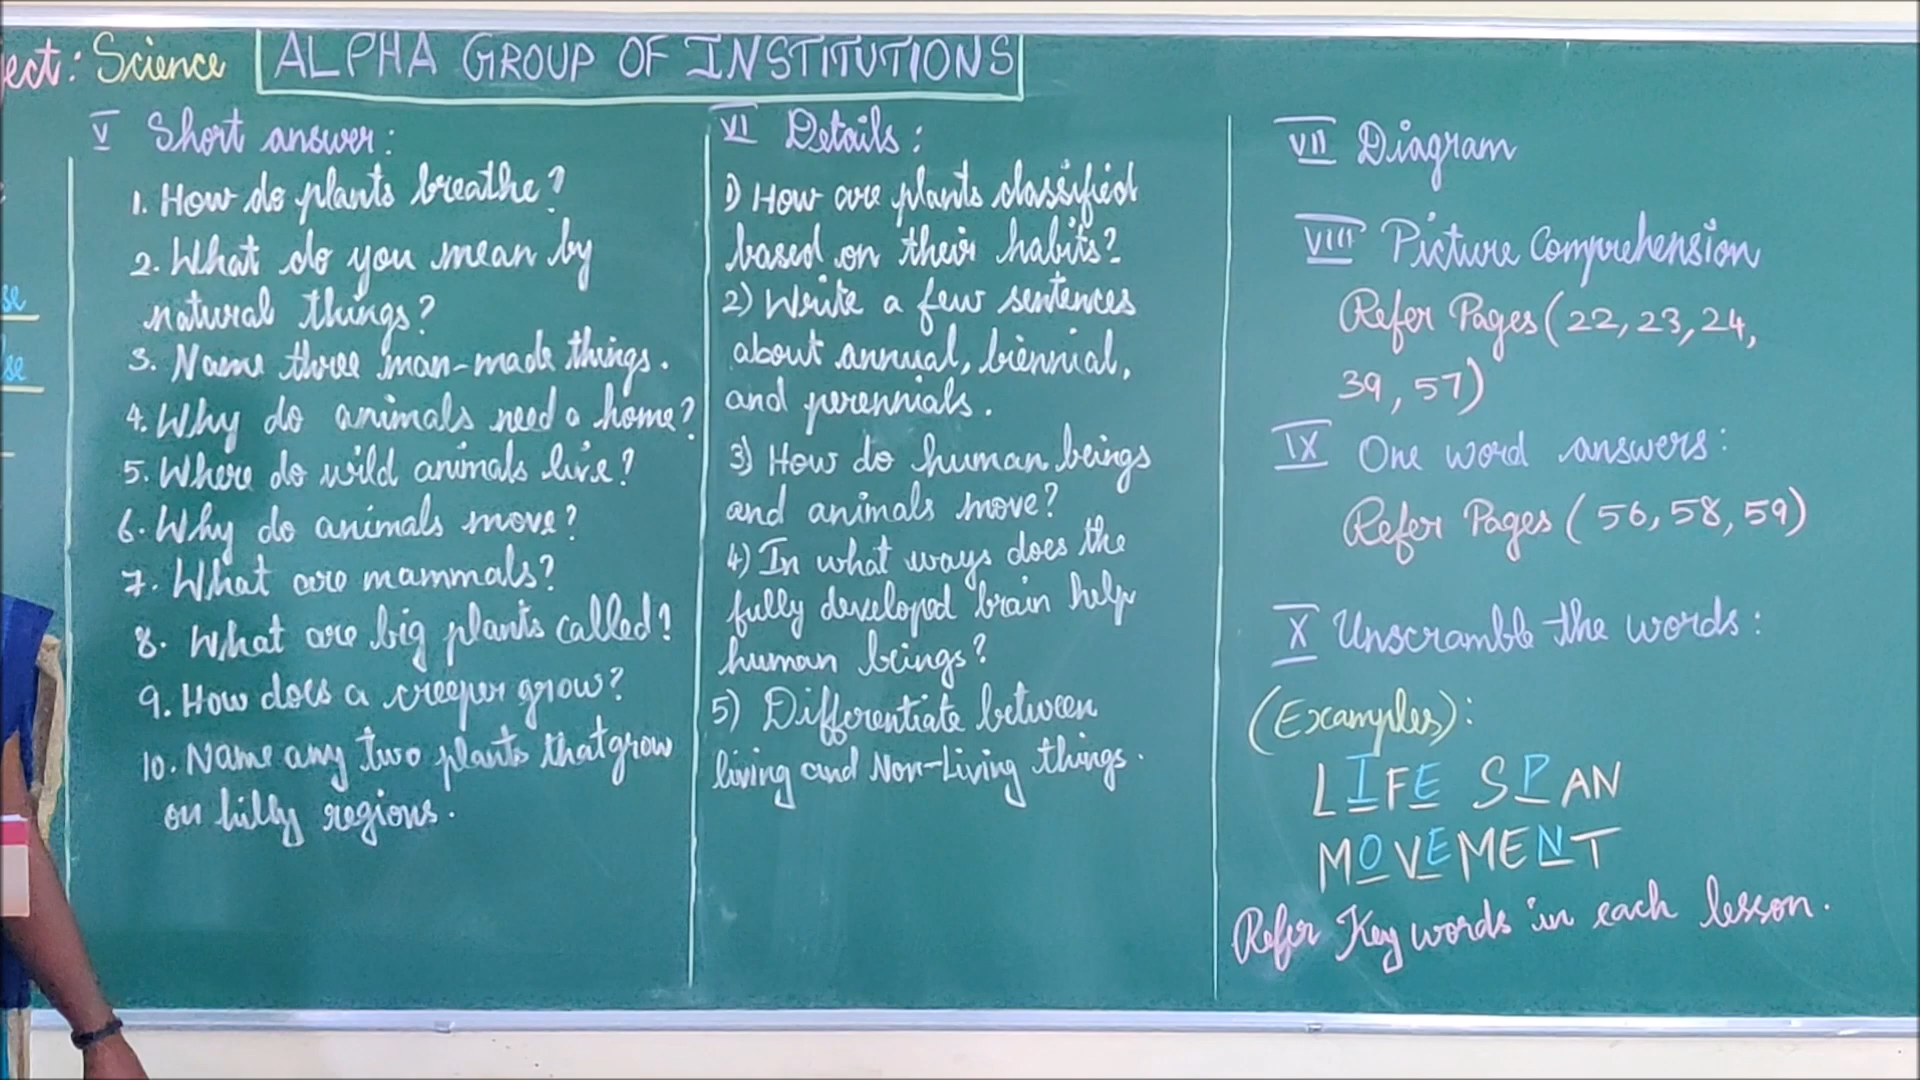 ect: Science
ALPHA GROUP OF INSTITUTIONS
se
se
V Short answer:
1. How do plants breathe?
2. What do you mean by
natural things?
3. Name three man-made things.
4. Why do animals need a home?
5. Where do wild animals live?
6. Why do animals move?
7. What are mammals?
8. What are big plants called?
9. How does a creeper grow?
10. Name any two plants that grow
on hilly regions.
VI Details:
1) How are plants classified
based on their habits?
2) Write a few sentences
about annual, biennial,
and perennials.
3) How do human beings
and animals move?
4) In what ways does the
fully developed brain help
human beings?
5) Differentiate between
living and Non-Living things.
VII Diagram
VIII Picture Comprehension
Refer Pages (22, 23, 24,
39, 57)
IX One word answers:
Refer Pages (56, 58, 59)
X Unscramble the words:
(Examples):
LIFE SPAN
MOVEMENT
Refer Key words in each lesson.